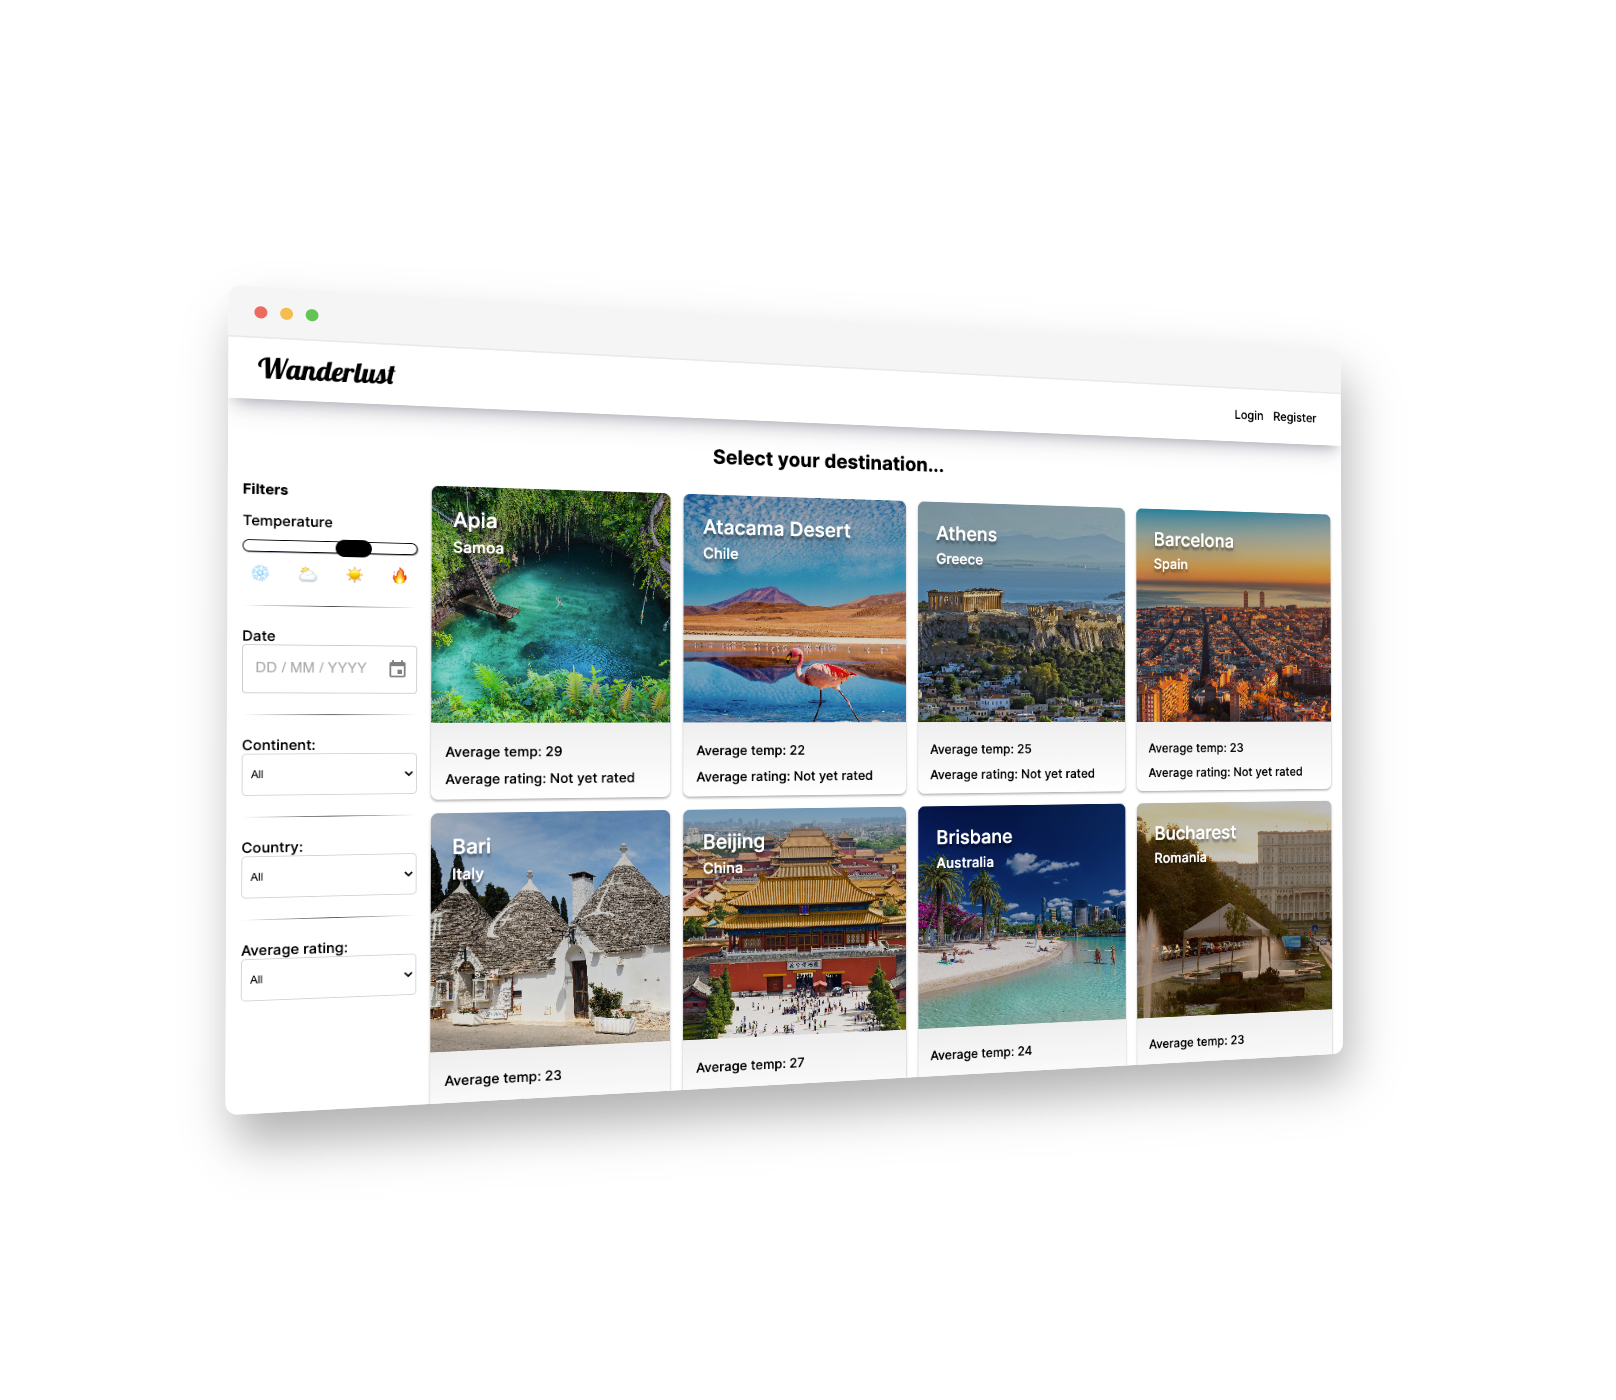 Wanderlust
Login Register
Select your destination...
Filters
Temperature
Date
DD / MM / YYYY
Continent:
All
Country:
All
Average rating:
All
Apia
Samoa
Average temp: 29
Average rating: Not yet rated
Atacama Desert
Chile
Average temp: 22
Average rating: Not yet rated
Athens
Greece
Average temp: 25
Average rating: Not yet rated
Barcelona
Spain
Average temp: 23
Average rating: Not yet rated
Bari
Italy
Average temp: 23
Beijing
China
Average temp: 27
Brisbane
Australia
Average temp: 24
Bucharest
Romania
Average temp: 23